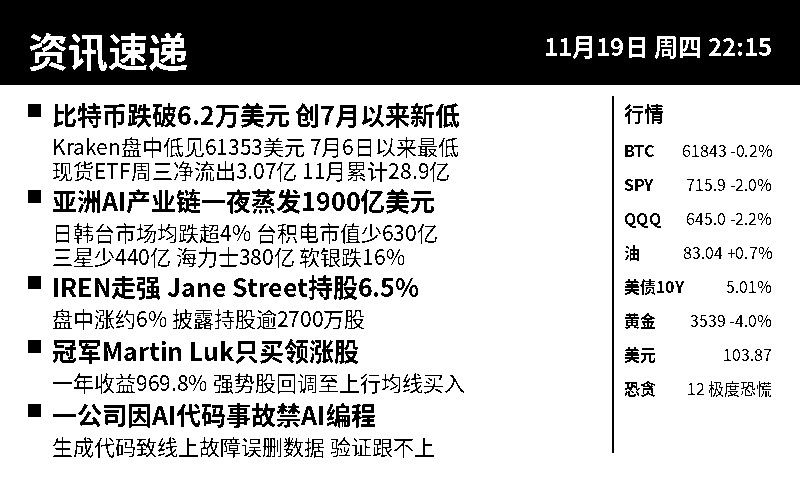 资讯速递
11月19日 周四 22:15
比特币跌破6.2万美元 创7月以来新低
Kraken盘中低见61353美元 7月6日以来最低
现货ETF周三净流出3.07亿 11月累计28.9亿
亚洲AI产业链一夜蒸发1900亿美元
日韩台市场均跌超4% 台积电市值少630亿
三星少440亿 海力士380亿 软银跌16%
IREN走强 Jane Street持股6.5%
盘中涨约6% 披露持股逾2700万股
冠军Martin Luk只买领涨股
一年收益969.8% 强势股回调至上行均线买入
一公司因AI代码事故禁AI编程
生成代码致线上故障误删数据 验证跟不上
行情
BTC 61843 -0.2%
SPY 715.9 -2.0%
QQQ 645.0 -2.2%
油 83.04 +0.7%
美债10Y 5.01%
黄金 3539 -4.0%
美元 103.87
恐贪 12 极度恐慌